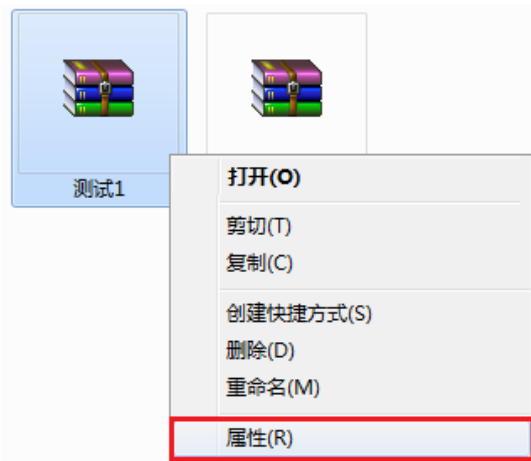 测试1
打开(O)
剪切(T)
复制(C)
创建快捷方式(S)
删除(D)
重命名(M)
属性(R)